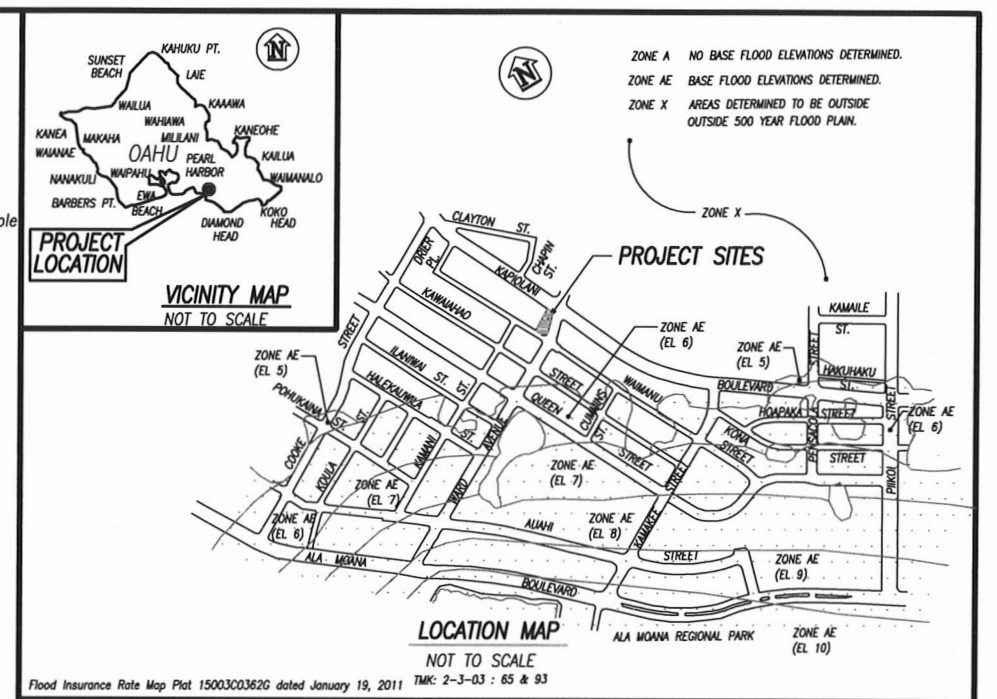 N
KAHUKU PT.
SUNSET
BEACH
LAIE
WAILUA
KAAAWA
WAHIAWA
KANEA
MAKAHA
MILILANI
KANEOHE
WAIANAE
OAHU
PEARL
HARBOR
KAILUA
NANAKULI
WAIPAHU
WAIMANALO
BARBERS PT.
EWA
BEACH
KOKO
HEAD
DIAMOND
HEAD
PROJECT
LOCATION
VICINITY MAP
NOT TO SCALE
N
ZONE A NO BASE FLOOD ELEVATIONS DETERMINED.
ZONE AE BASE FLOOD ELEVATIONS DETERMINED.
ZONE X AREAS DETERMINED TO BE OUTSIDE
OUTSIDE 500 YEAR FLOOD PLAIN.
ZONE X
CLAYTON ST.
CHAPIN
ST.
DRIER
PL.
KAPIOLANI
PROJECT SITES
KAWAIAHAO
KAMAILE
ST.
STREET
STREET
ZONE AE
(EL 6)
ZONE AE
(EL 5)
ZONE AE
(EL 5)
ILANIWAI ST.
ST.
STREET
WAIMANU
BOULEVARD
HAKUHAKU
ST.
POHUKAINA ST.
HALEKAUWILA
ST.
ST.
QUEEN
CUMMINS
ST.
HOAPAKA STREET
STREET
ZONE AE
(EL 6)
KONA
STREET
PENSACOLA
STREET
COOKE
KOULA
KAMANI
AVENUE
WARD
STREET
STREET
PIIKOI
ZONE AE
(EL 7)
ZONE AE
(EL 7)
ZONE AE
(EL 6)
AUAHI
ZONE AE
(EL 8)
KAMAKEE
STREET
ALA MOANA
BOULEVARD
ZONE AE
(EL 9)
ALA MOANA REGIONAL PARK
ZONE AE
(EL 10)
LOCATION MAP
NOT TO SCALE
TMK: 2-3-03 : 65 & 93
Flood Insurance Rate Map Plat 15003C0362G dated January 19, 2011